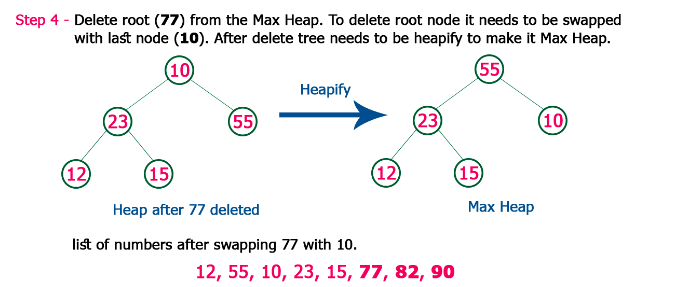 Step 4 - Delete root (77) from the Max Heap. To delete root node it needs to be swapped
with last node (10). After delete tree needs to be heapify to make it Max Heap.
10
55
Heapify
23
55
23
10
12
15
12
15
Heap after 77 deleted
Max Heap
list of numbers after swapping 77 with 10.
12, 55, 10, 23, 15, 77, 82, 90